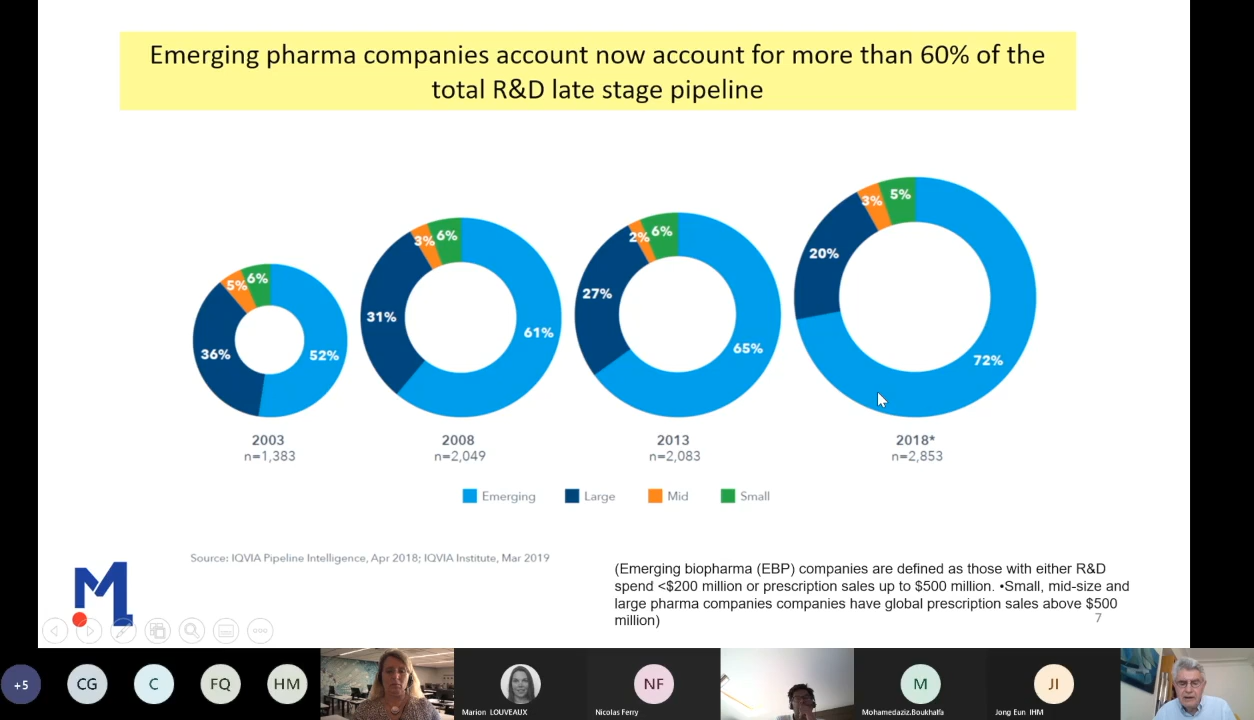 Emerging pharma companies account now account for more than 60% of the
total R&D late stage pipeline
5%
6%
36%
52%
3%
6%
31%
61%
2%
6%
27%
65%
3%
5%
20%
72%
2003
n=1,383
2008
n=2,049
2013
n=2,083
2018*
n=2,853
Emerging
Large
Mid
Small
Source: IQVIA Pipeline Intelligence, Apr 2018; IQVIA Institute, Mar 2019
(Emerging biopharma (EBP) companies are defined as those with either R&D
spend <$200 million or prescription sales up to $500 million. •Small, mid-size and
large pharma companies companies have global prescription sales above $500
million)
7
M
+5
CG
C
FQ
HM
Marion LOUVEAUX
NF
Nicolas Ferry
M
Mohamedaziz.Boukhalfa
JI
Jong Eun IHM